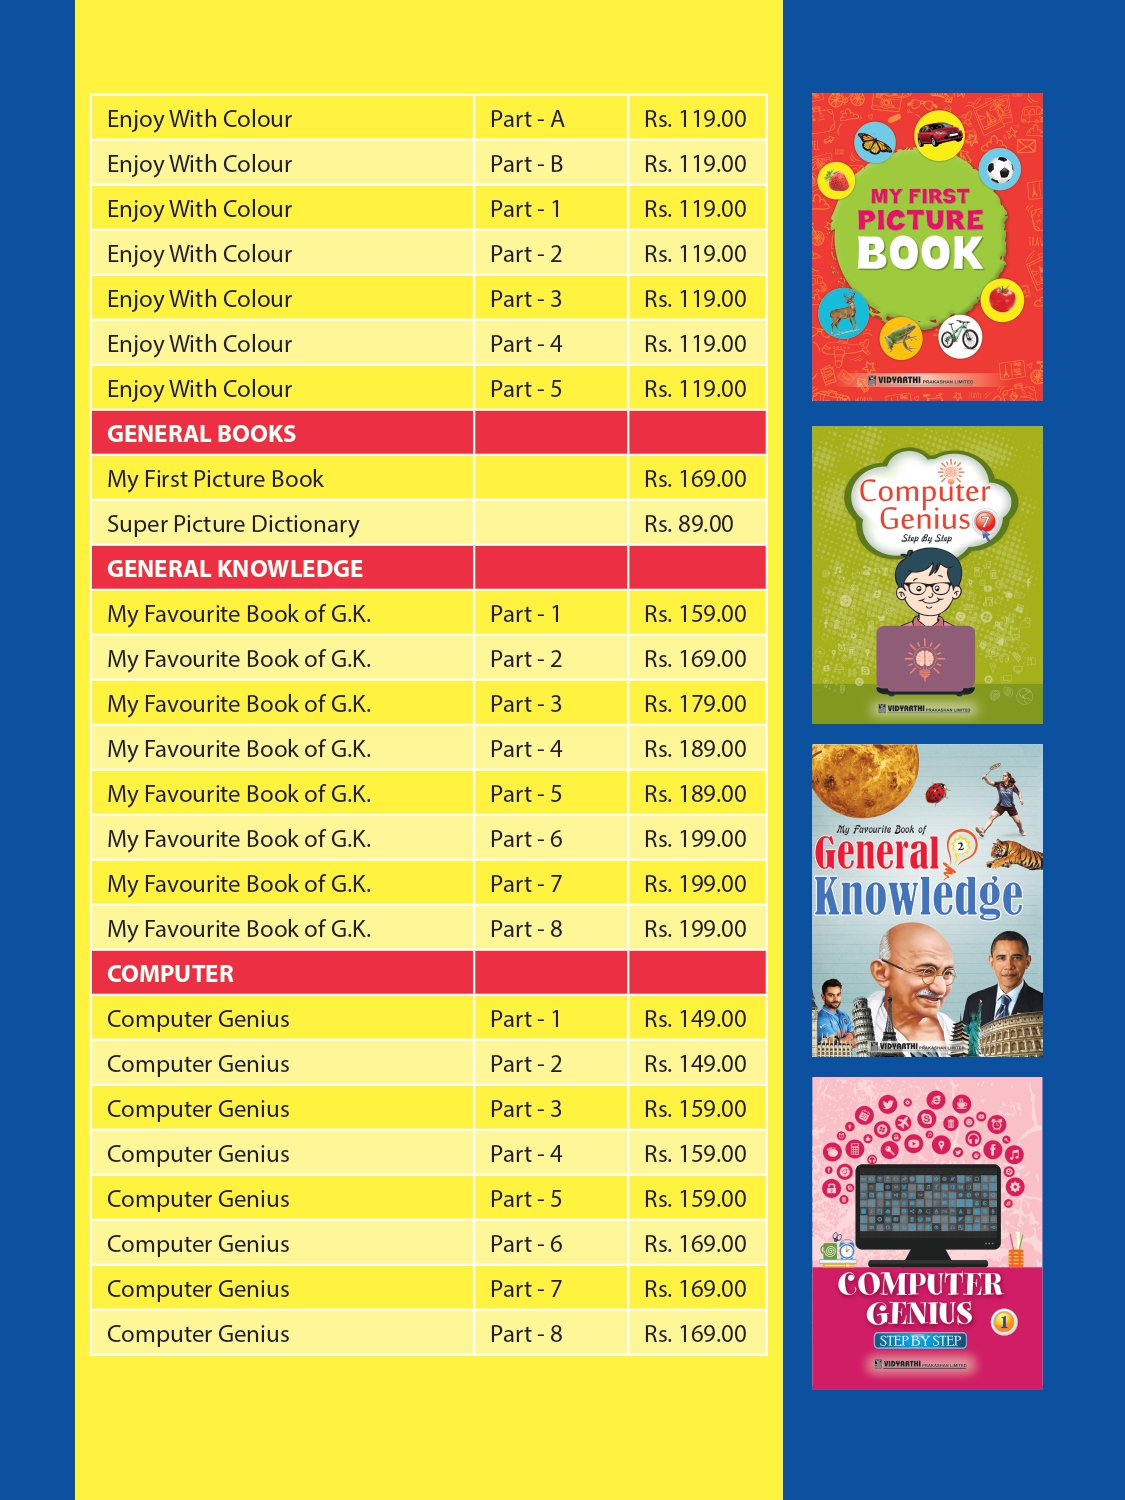 Enjoy With Colour Part - A Rs. 119.00
Enjoy With Colour Part - B Rs. 119.00
Enjoy With Colour Part - 1 Rs. 119.00
Enjoy With Colour Part - 2 Rs. 119.00
Enjoy With Colour Part - 3 Rs. 119.00
Enjoy With Colour Part - 4 Rs. 119.00
Enjoy With Colour Part - 5 Rs. 119.00
GENERAL BOOKS
My First Picture Book Rs. 169.00
Super Picture Dictionary Rs. 89.00
GENERAL KNOWLEDGE
My Favourite Book of G.K. Part - 1 Rs. 159.00
My Favourite Book of G.K. Part - 2 Rs. 169.00
My Favourite Book of G.K. Part - 3 Rs. 179.00
My Favourite Book of G.K. Part - 4 Rs. 189.00
My Favourite Book of G.K. Part - 5 Rs. 189.00
My Favourite Book of G.K. Part - 6 Rs. 199.00
My Favourite Book of G.K. Part - 7 Rs. 199.00
My Favourite Book of G.K. Part - 8 Rs. 199.00
COMPUTER
Computer Genius Part - 1 Rs. 149.00
Computer Genius Part - 2 Rs. 149.00
Computer Genius Part - 3 Rs. 159.00
Computer Genius Part - 4 Rs. 159.00
Computer Genius Part - 5 Rs. 159.00
Computer Genius Part - 6 Rs. 169.00
Computer Genius Part - 7 Rs. 169.00
Computer Genius Part - 8 Rs. 169.00
MY FIRST
PICTURE
BOOK
VIDYARTHI PRAKASHAN LIMITED
Computer
Genius 7
Step By Step
VIDYARTHI PRAKASHAN LIMITED
My Favourite Book of
General 2
Knowledge
VIDYARTHI PRAKASHAN LIMITED
COMPUTER
GENIUS 1
STEP BY STEP
VIDYARTHI PRAKASHAN LIMITED